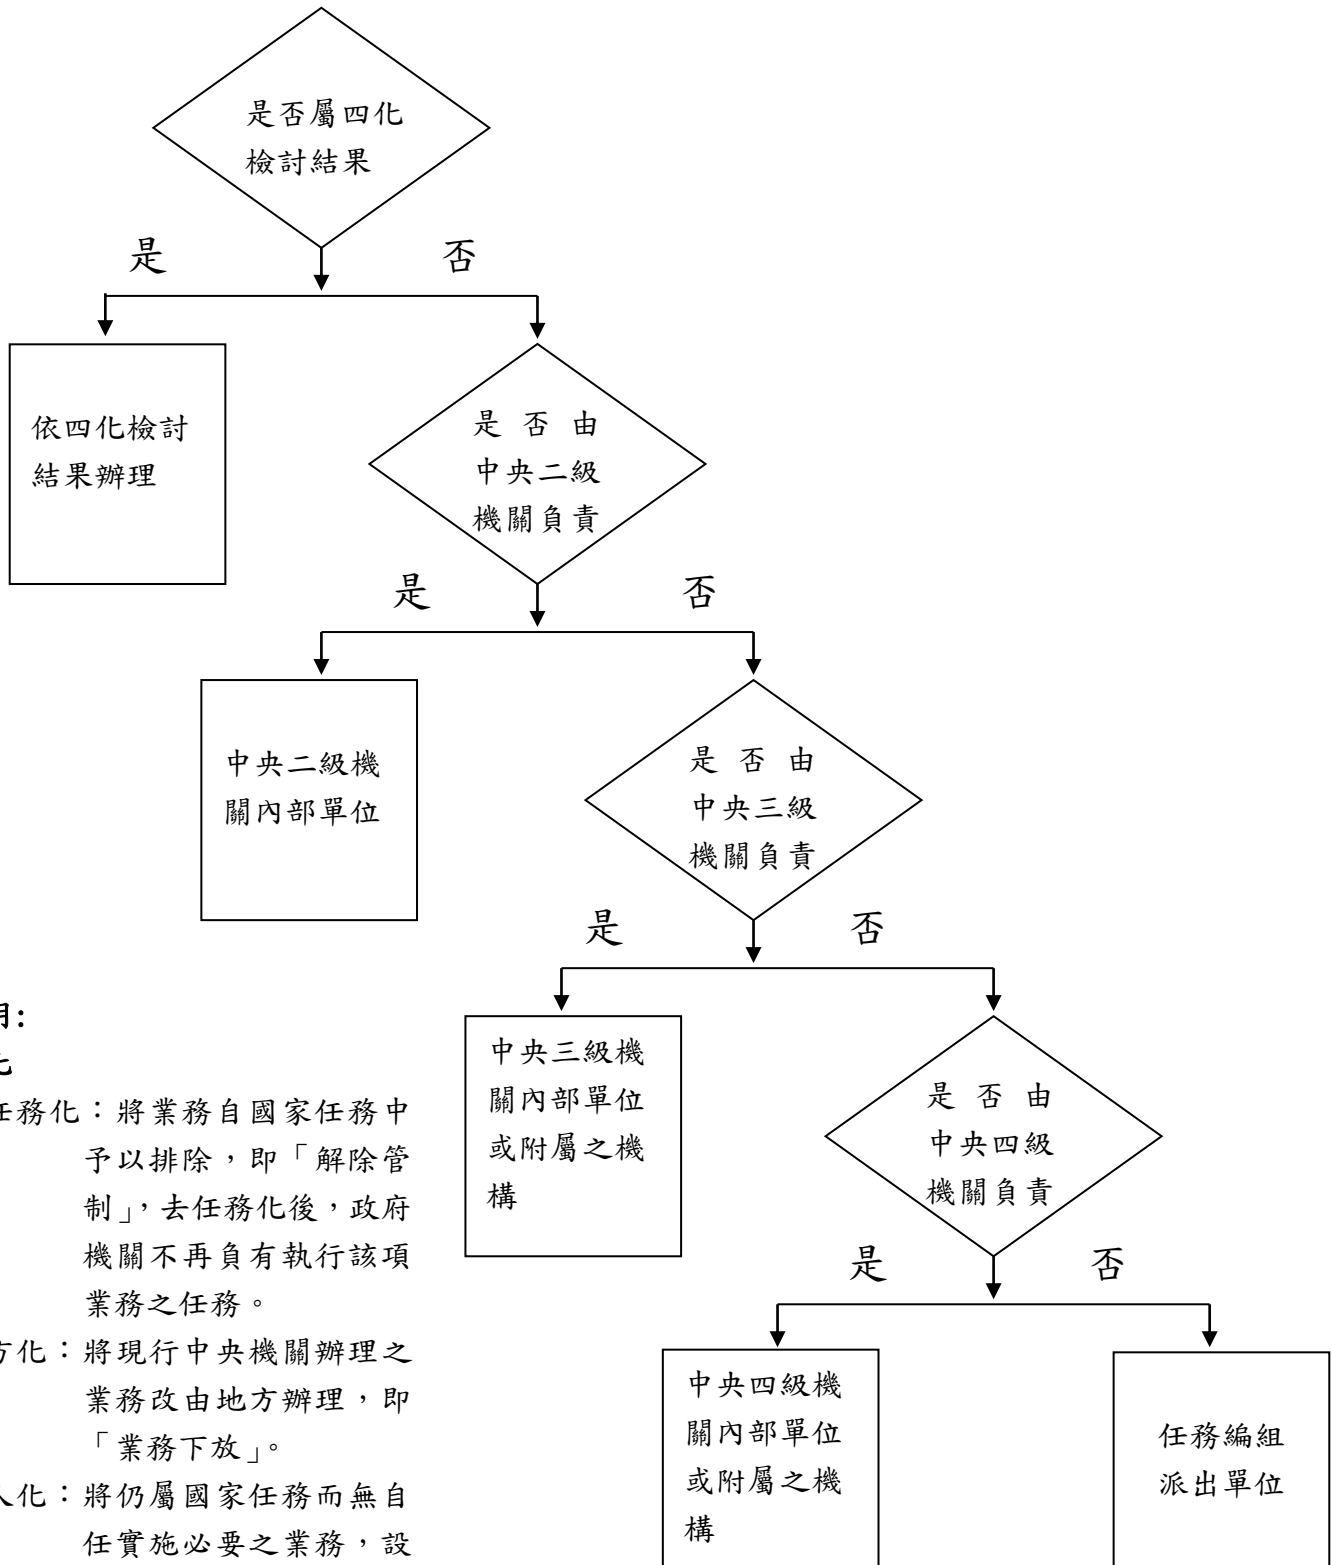 是否屬四化
檢討結果
是
否
依四化檢討
結果辦理
是否由
中央二級
機關負責
是
否
中央二級機
關內部單位
是否由
中央三級
機關負責
是
否
中央三級機
關內部單位
或附屬之機
構
是否由
中央四級
機關負責
是
否
中央四級機
關內部單位
或附屬之機
構
任務編組
派出單位
明:
化
任務化：將業務自國家任務中
予以排除，即「解除管
制」，去任務化後，政府
機關不再負有執行該項
業務之任務。
方化：將現行中央機關辦理之
業務改由地方辦理，即
「業務下放」。
人化：將仍屬國家任務而無自
任實施必要之業務，設